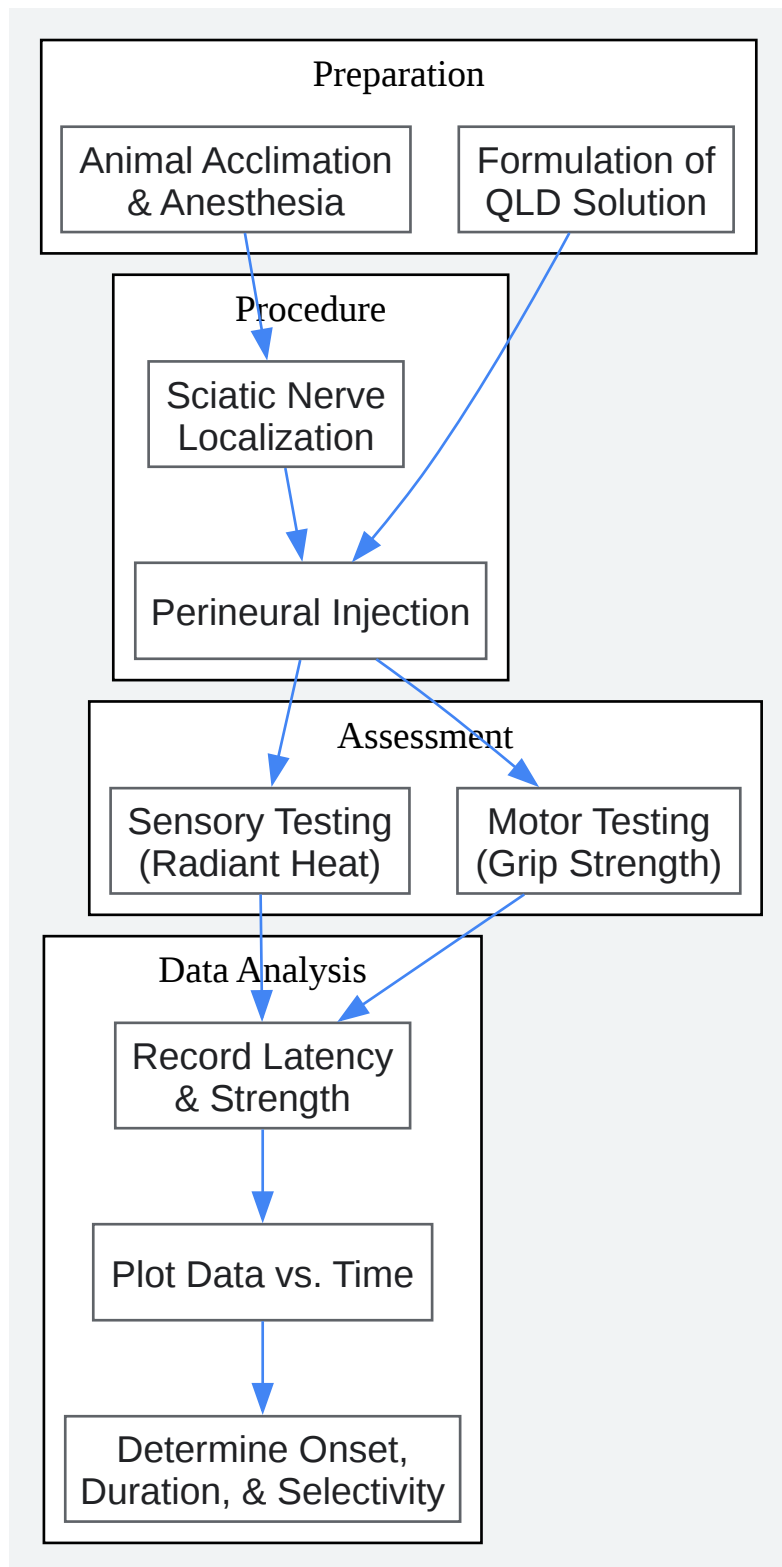 Preparation
Animal Acclimation
& Anesthesia
Formulation of
QLD Solution
Procedure
Sciatic Nerve
Localization
Perineural Injection
Assessment
Sensory Testing
(Radiant Heat)
Motor Testing
(Grip Strength)
Data Analysis
Record Latency
& Strength
Plot Data vs. Time
Determine Onset,
Duration, & Selectivity